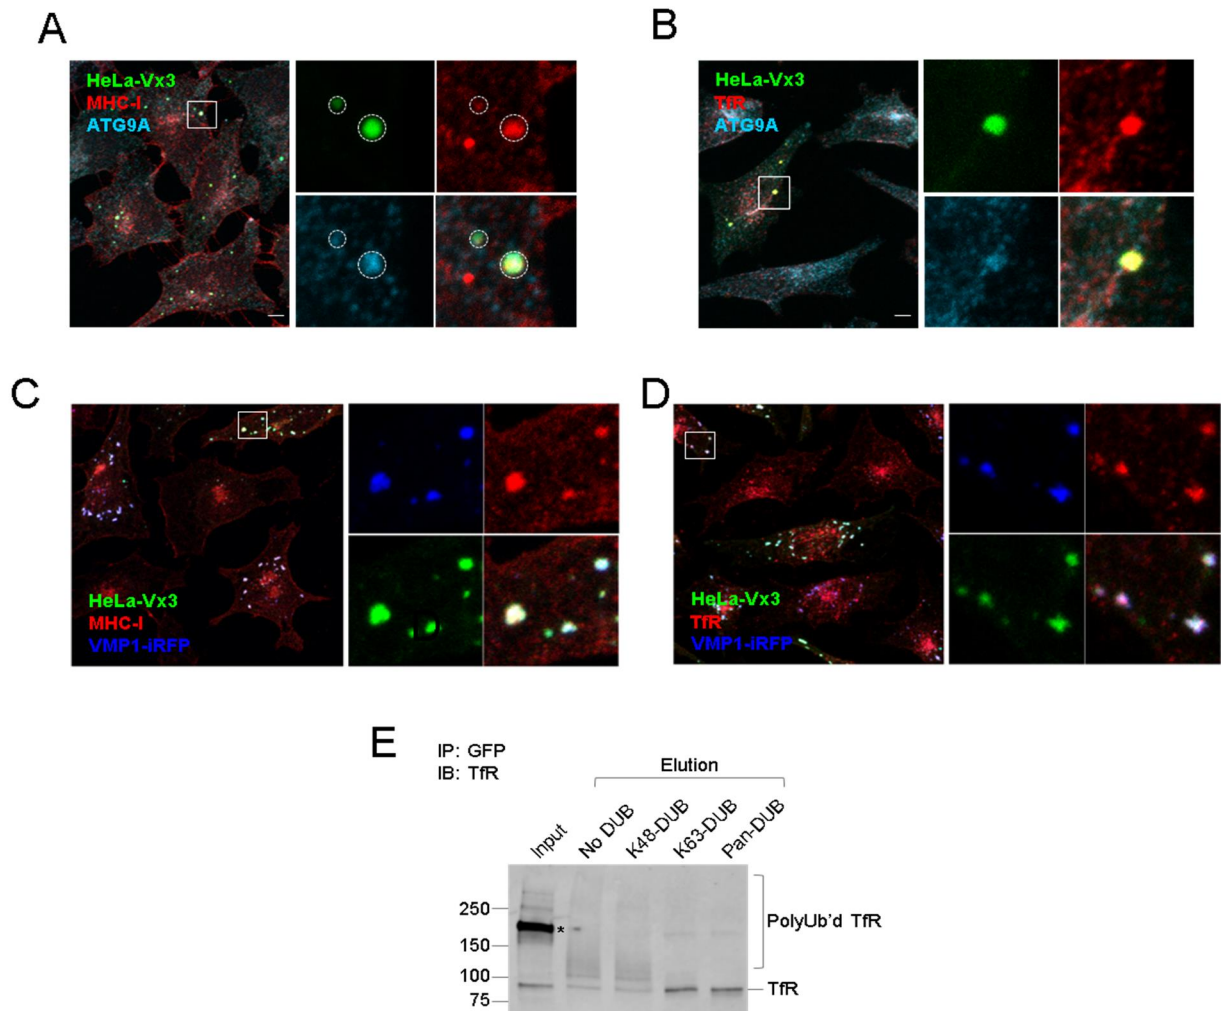 A
HeLa-Vx3
MHC-I
ATG9A
B
HeLa-Vx3
TfR
ATG9A
C
HeLa-Vx3
MHC-I
VMP1-iRFP
D
HeLa-Vx3
TfR
VMP1-iRFP
E
IP: GFP
IB: TfR
Elution
Input
No DUB
K48-DUB
K63-DUB
Pan-DUB
250
150
100
75
*
PolyUb'd TfR
TfR